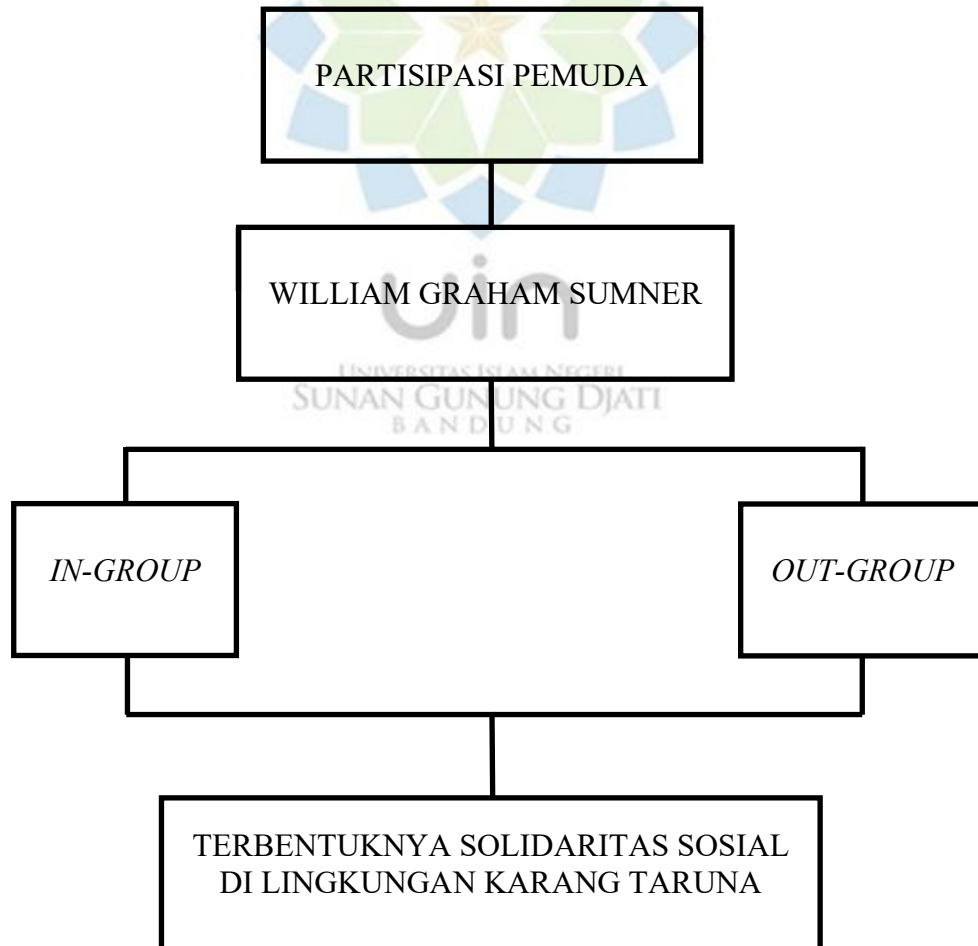 PARTISIPASI PEMUDA
WILLIAM GRAHAM SUMNER
uin
UNIVERSITAS ISLAM NEGERI
SUNAN GUNUNG DJATI
BANDUNG
IN-GROUP
OUT-GROUP
TERBENTUKNYA SOLIDARITAS SOSIAL
DI LINGKUNGAN KARANG TARUNA